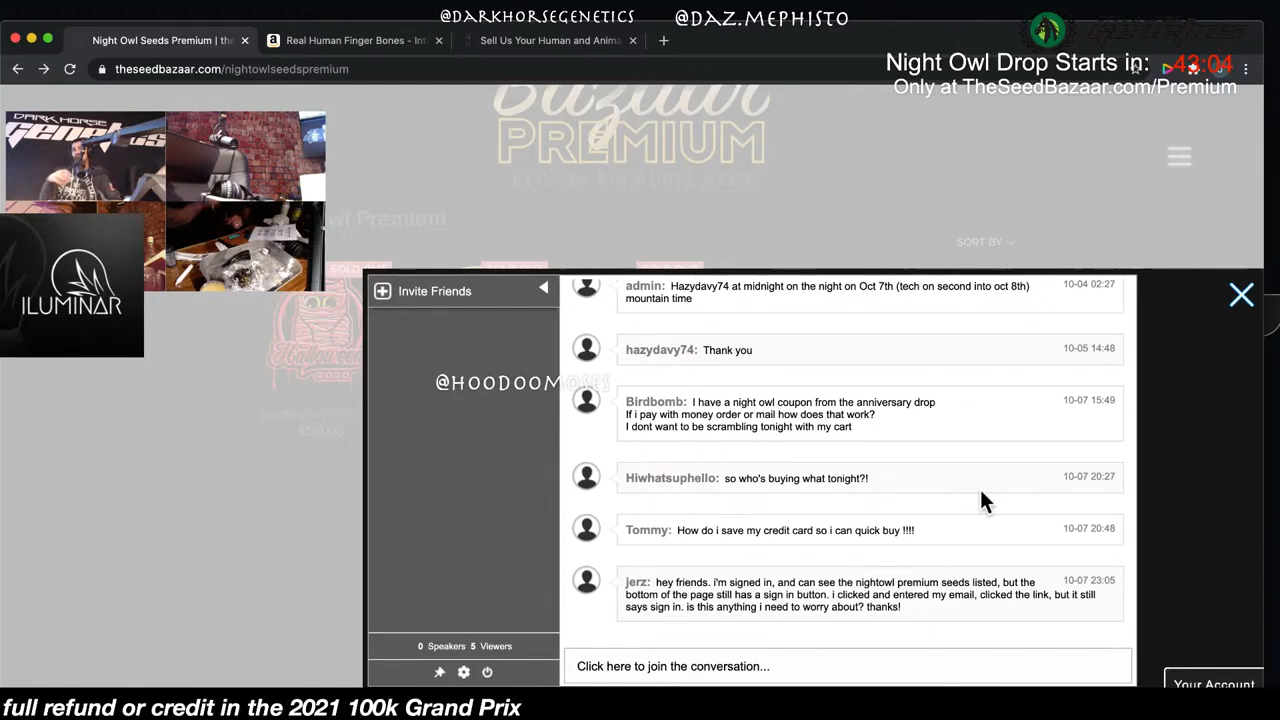 @DARKHORSEGENETICS
@DAZ.MEPHISTO
Night Owl Seeds Premium | the
Real Human Finger Bones - Int
Sell Us Your Human and Anima
Night Owl Drop Starts in: 43:04
theseedbazaar.com/nightowlseedspremium
Only at TheSeedBazaar.com/Premium
Bazaar
PREMIUM
DARK HORSE
wl Premium
SORT BY
ILUMINAR
Halloween
2020
Invite Friends
admin: Hazydavy74 at midnight on the night on Oct 7th (tech on second into oct 8th)
mountain time
10-04 02:27
hazydavy74: Thank you
10-05 14:48
@HOODOOMOSES
Birdbomb: I have a night owl coupon from the anniversary drop
If i pay with money order or mail how does that work?
I dont want to be scrambling tonight with my cart
10-07 15:49
Hiwhatsuphello: so who's buying what tonight?!
10-07 20:27
Tommy: How do i save my credit card so i can quick buy !!!!
10-07 20:48
jerz: hey friends. i'm signed in, and can see the nightowl premium seeds listed, but the
bottom of the page still has a sign in button. i clicked and entered my email, clicked the link, but it still
says sign in. is this anything i need to worry about? thanks!
10-07 23:05
0 Speakers 5 Viewers
Click here to join the conversation...
Your Account
full refund or credit in the 2021 100k Grand Prix